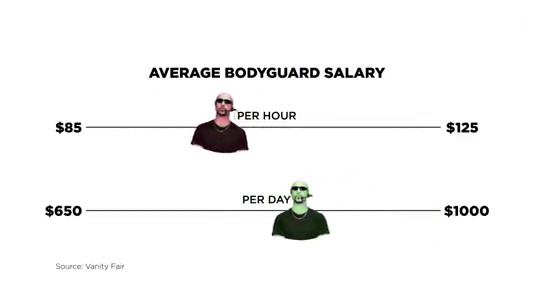 AVERAGE BODYGUARD SALARY
PER HOUR
$85 $125
PER DAY
$650 $1000
Source: Vanity Fair